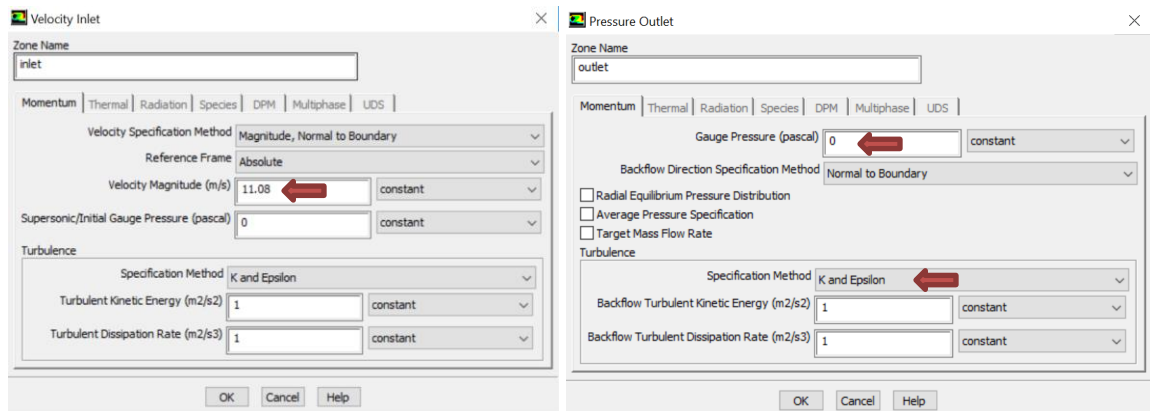 Velocity Inlet
Zone Name
inlet
Momentum Thermal Radiation Species DPM Multiphase UDS
Velocity Specification Method Magnitude, Normal to Boundary
Reference Frame Absolute
Velocity Magnitude (m/s) 11.08 constant
Supersonic/Initial Gauge Pressure (pascal) 0 constant
Turbulence
Specification Method K and Epsilon
Turbulent Kinetic Energy (m2/s2) 1 constant
Turbulent Dissipation Rate (m2/s3) 1 constant
OK Cancel Help
Pressure Outlet
Zone Name
outlet
Momentum Thermal Radiation Species DPM Multiphase UDS
Gauge Pressure (pascal) 0 constant
Backflow Direction Specification Method Normal to Boundary
Radial Equilibrium Pressure Distribution
Average Pressure Specification
Target Mass Flow Rate
Turbulence
Specification Method K and Epsilon
Backflow Turbulent Kinetic Energy (m2/s2) 1 constant
Backflow Turbulent Dissipation Rate (m2/s3) 1 constant
OK Cancel Help